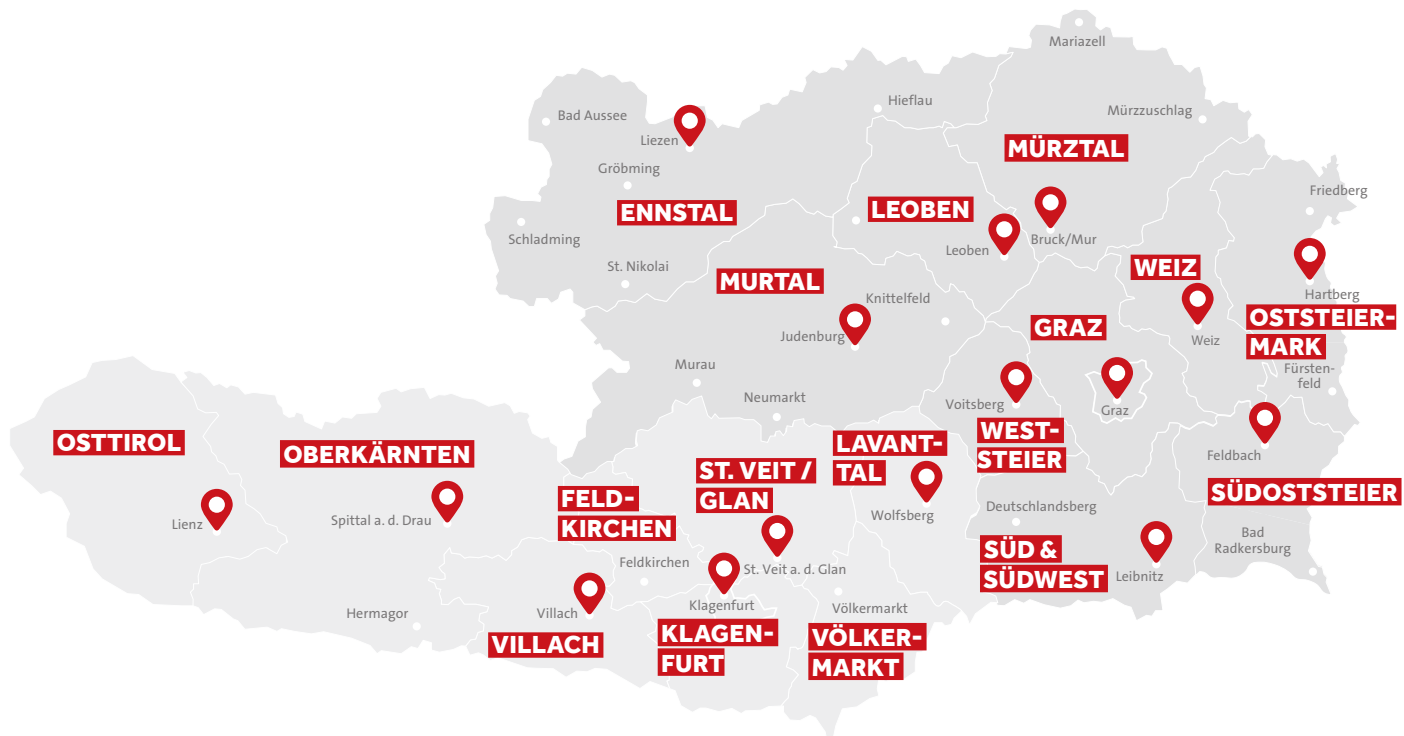 Mariazell
Hieflau
Bad Aussee
Mürzzuschlag
Liezen
MÜRZTAL
Gröbming
Friedberg
ENNSTAL
LEOBEN
Schladming
Leoben
Bruck/Mur
St. Nikolai
WEIZ
MURTAL
Knittelfeld
Hartberg
OSTSTEIER-
MARK
GRAZ
Judenburg
Weiz
Murau
Fürsten-
feld
Neumarkt
Voitsberg
Graz
OSTTIROL
OBERKÄRNTEN
LAVANT-
TAL
WEST-
STEIER
Feldbach
ST. VEIT /
GLAN
FELD-
KIRCHEN
SÜDOSTSTEIER
Lienz
Spittal a. d. Drau
Wolfsberg
Deutschlandsberg
Bad
Radkersburg
SÜD &
SÜDWEST
Feldkirchen
St. Veit a. d. Glan
Leibnitz
Hermagor
Villach
Klagenfurt
Völkermarkt
VILLACH
KLAGEN-
FURT
VÖLKER-
MARKT